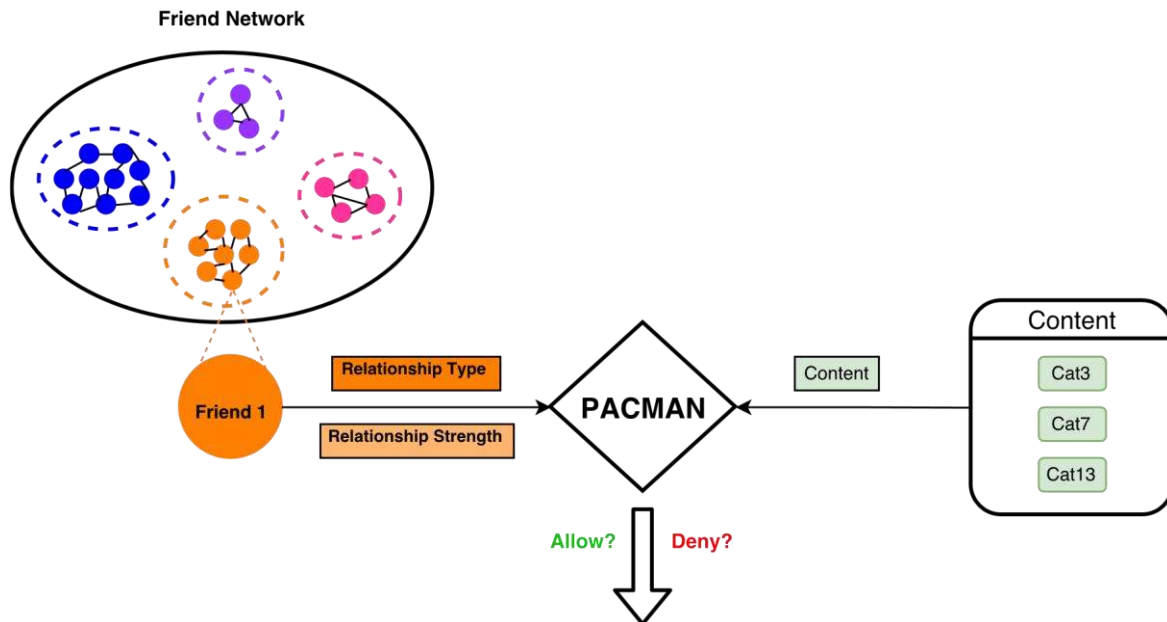 Friend Network
Content
Relationship Type
Content
Cat3
Friend 1
PACMAN
Cat7
Relationship Strength
Cat13
Allow?
Deny?